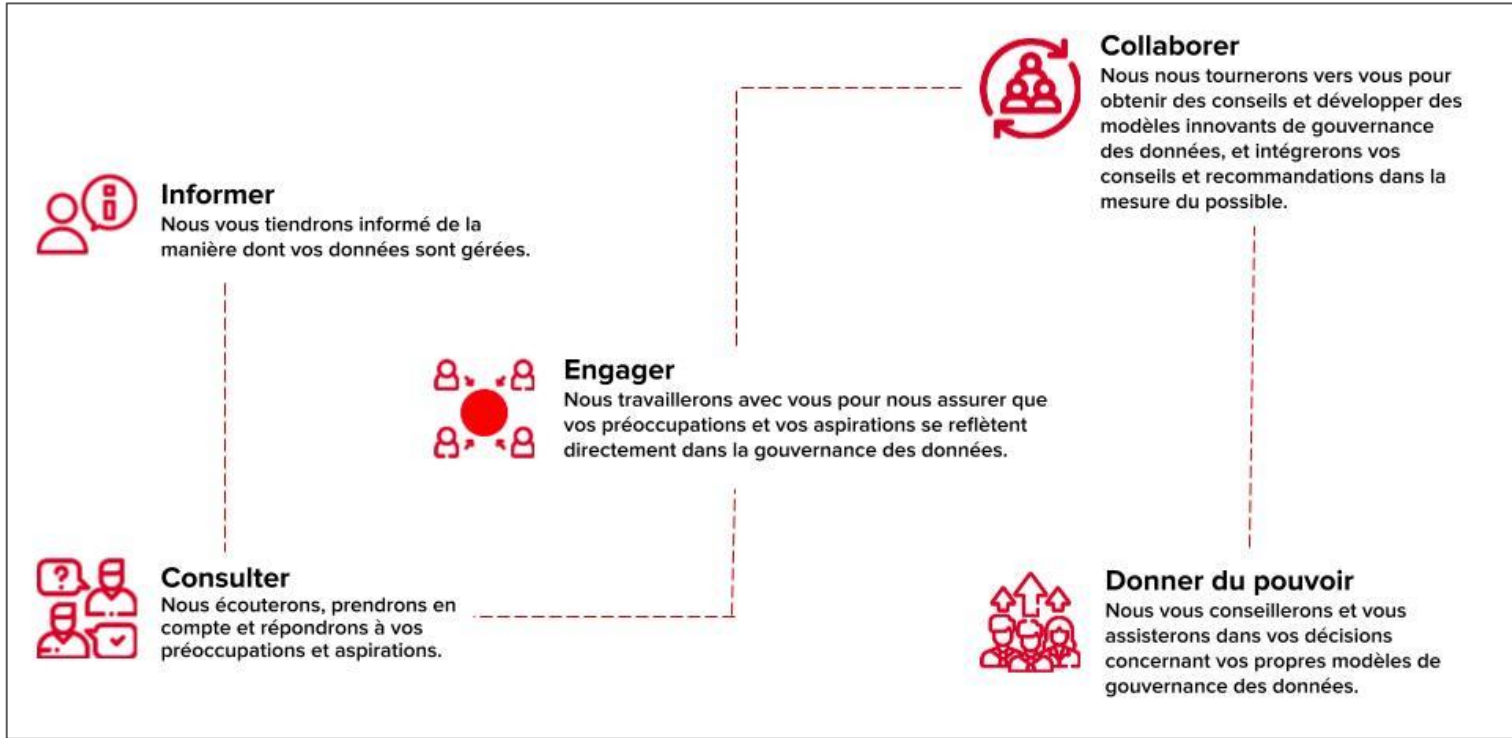 Informer
Nous vous tiendrons informé de la
manière dont vos données sont gérées.
Consulter
Nous écouterons, prendrons en
compte et répondrons à vos
préoccupations et aspirations.
Engager
Nous travaillerons avec vous pour nous assurer que
vos préoccupations et vos aspirations se reflètent
directement dans la gouvernance des données.
Collaborer
Nous nous tournerons vers vous pour
obtenir des conseils et développer des
modèles innovants de gouvernance
des données, et intégrerons vos
conseils et recommandations dans la
mesure du possible.
Donner du pouvoir
Nous vous conseillerons et vous
assisterons dans vos décisions
concernant vos propres modèles de
gouvernance des données.